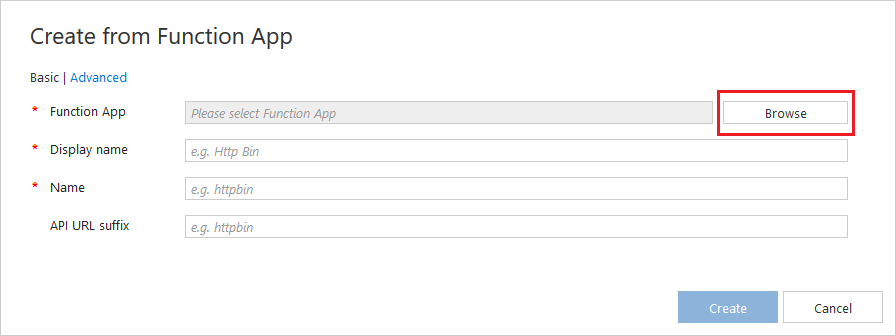 Create from Function App
Basic | Advanced
* Function App Please select Function App Browse
* Display name e.g. Http Bin
* Name e.g. httpbin
API URL suffix e.g. httpbin
Create Cancel